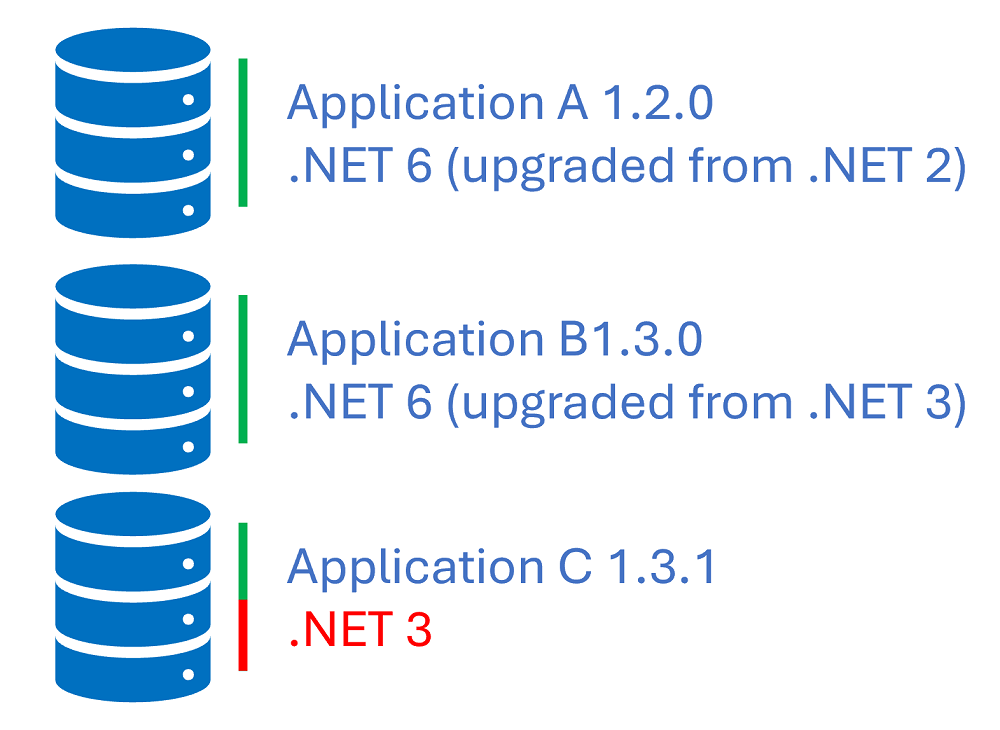 Application A 1.2.0
.NET 6 (upgraded from .NET 2)
Application B1.3.0
.NET 6 (upgraded from .NET 3)
Application C 1.3.1
.NET 3